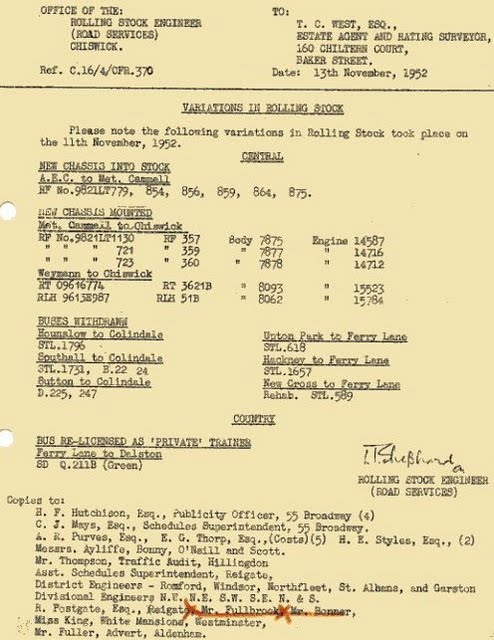 OFFICE OF THE:
ROLLING STOCK ENGINEER
(ROAD SERVICES)
CHISWICK.
Ref. C.16/4/CFR.370
TO:
T. C. WEST, ESQ.,
ESTATE AGENT AND RATING SURVEYOR,
160 CHILTERN COURT,
BAKER STREET.
Date: 13th November, 1952
VARIATIONS IN ROLLING STOCK
Please note the following variations in Rolling Stock took place on
the 11th November, 1952.
CENTRAL
NEW CHASSIS INTO STOCK
A.E.C. to Met. Cammell
RF No.9821LT779, 854, 856, 859, 864, 875.
NEW CHASSIS MOUNTED
Met. Cammell to Chiswick
RF No.9821LT1130 RF 357 Body 7875 Engine 14587
" " " 721 " 359 " 7877 " 14716
" " " 723 " 360 " 7878 " 14712
Weymann to Chiswick
RT 09616774 RT 3621B " 8093 " 15523
RLH 9613E987 RLH 51B " 8062 " 15784
BUSES WITHDRAWN
Hounslow to Colindale
STL.1796
Southall to Colindale
STL.1731, B.22 24
Sutton to Colindale
D.225, 247
Upton Park to Ferry Lane
STL.618
Hackney to Ferry Lane
STL.1657
New Cross to Ferry Lane
Rehab. STL.589
COUNTRY
BUS RE-LICENSED AS 'PRIVATE' TRAINER
Ferry Lane to Dalston
SD Q.211B (Green)
ROLLING STOCK ENGINEER
(ROAD SERVICES)
Copies to:
H. F. Hutchison, Esq., Publicity Officer, 55 Broadway (4)
C. J. Mays, Esq., Schedules Superintendent, 55 Broadway.
A. R. Purves, Esq., E. G. Thorp, Esq.,(Costs)(5) H. E. Styles, Esq., (2)
Messrs. Ayliffe, Bonny, O'Neill and Scott.
Mr. Thompson, Traffic Audit, Hillingdon
Asst. Schedules Superintendent, Reigate,
District Engineers - Romford, Windsor, Northfleet, St. Albans, and Garston
Divisional Engineers N.W. N.E. S.W. S.E. N. & S.
R. Postgate, Esq., Reigate, Mr. Fullbrook, Mr. Bonner,
Miss King, White Mansions, Westminster,
Mr. Fuller, Advert, Aldenham.